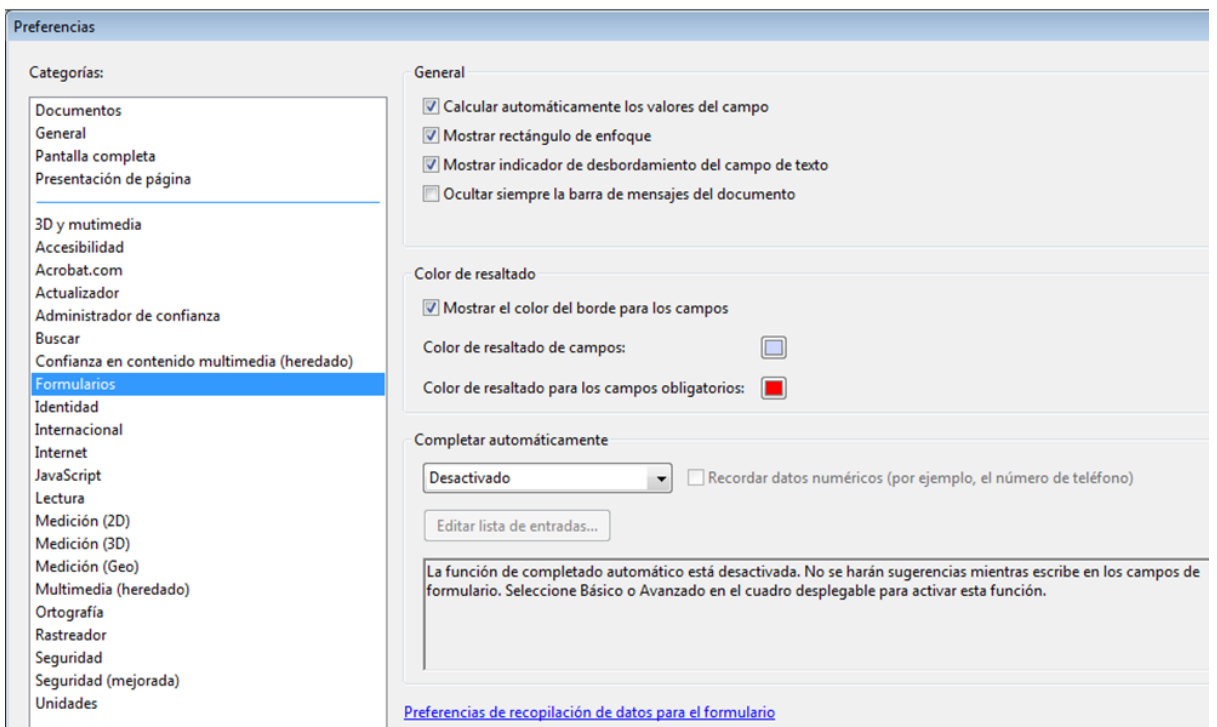 Preferencias
Categorías:
Documentos
General
Pantalla completa
Presentación de página
3D y mutimedia
Accesibilidad
Acrobat.com
Actualizador
Administrador de confianza
Buscar
Confianza en contenido multimedia (heredado)
Formularios
Identidad
Internacional
Internet
JavaScript
Lectura
Medición (2D)
Medición (3D)
Medición (Geo)
Multimedia (heredado)
Ortografía
Rastreador
Seguridad
Seguridad (mejorada)
Unidades
General
Calcular automáticamente los valores del campo
Mostrar rectángulo de enfoque
Mostrar indicador de desbordamiento del campo de texto
Ocultar siempre la barra de mensajes del documento
Color de resaltado
Mostrar el color del borde para los campos
Color de resaltado de campos:
Color de resaltado para los campos obligatorios:
Completar automáticamente
Desactivado
Recordar datos numéricos (por ejemplo, el número de teléfono)
Editar lista de entradas...
La función de completado automático está desactivada. No se harán sugerencias mientras escribe en los campos de
formulario. Seleccione Básico o Avanzado en el cuadro desplegable para activar esta función.
Preferencias de recopilación de datos para el formulario